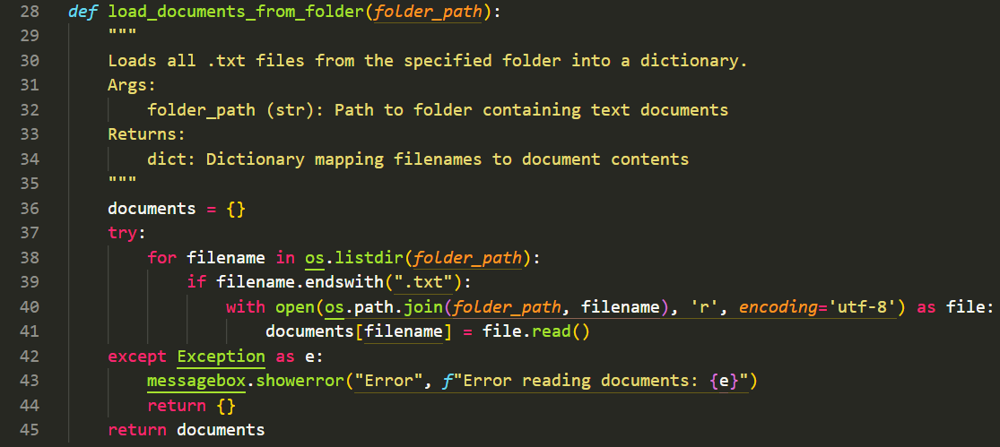 28 def load_documents_from_folder(folder_path):
29     """
30     Loads all .txt files from the specified folder into a dictionary.
31     Args:
32         folder_path (str): Path to folder containing text documents
33     Returns:
34         dict: Dictionary mapping filenames to document contents
35     """
36     documents = {}
37     try:
38         for filename in os.listdir(folder_path):
39             if filename.endswith(".txt"):
40                 with open(os.path.join(folder_path, filename), 'r', encoding='utf-8') as file:
41                     documents[filename] = file.read()
42     except Exception as e:
43         messagebox.showerror("Error", f"Error reading documents: {e}")
44         return {}
45     return documents